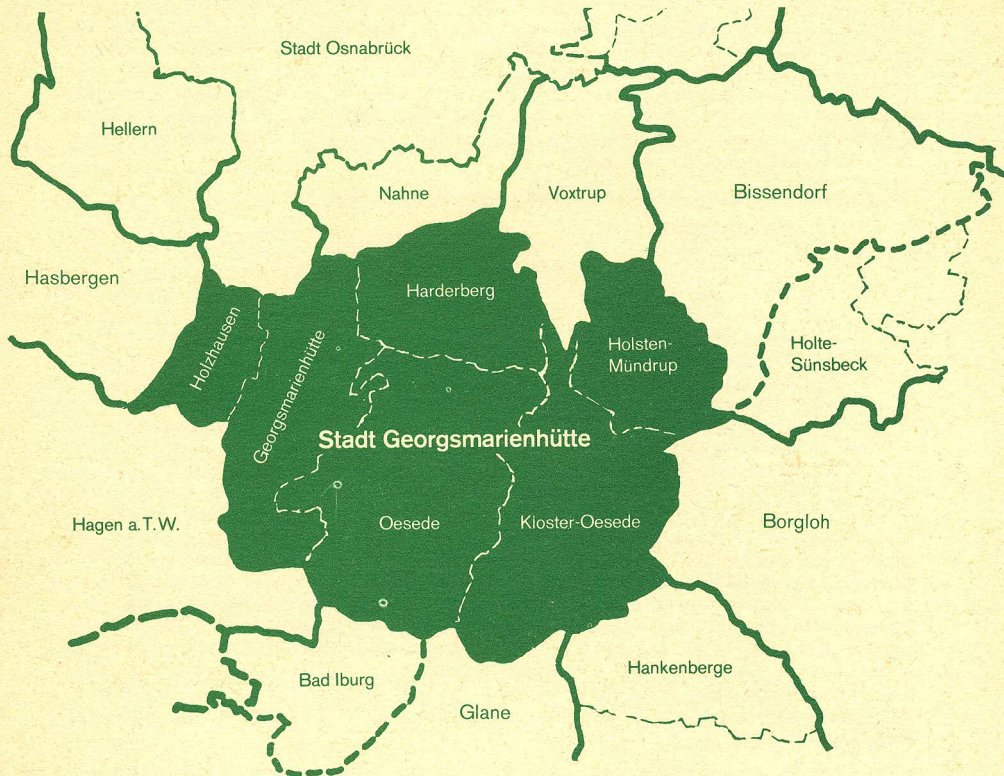 Stadt Osnabrück
Hellern
Nahne
Voxtrup
Bissendorf
Hasbergen
Harderberg
Holzhausen
Georgsmarienhütte
Holsten-
Mündrup
Holte-
Sünsbeck
Stadt Georgsmarienhütte
Hagen a.T.W.
Oesede
Kloster-Oesede
Borgloh
Bad Iburg
Hankenberge
Glane